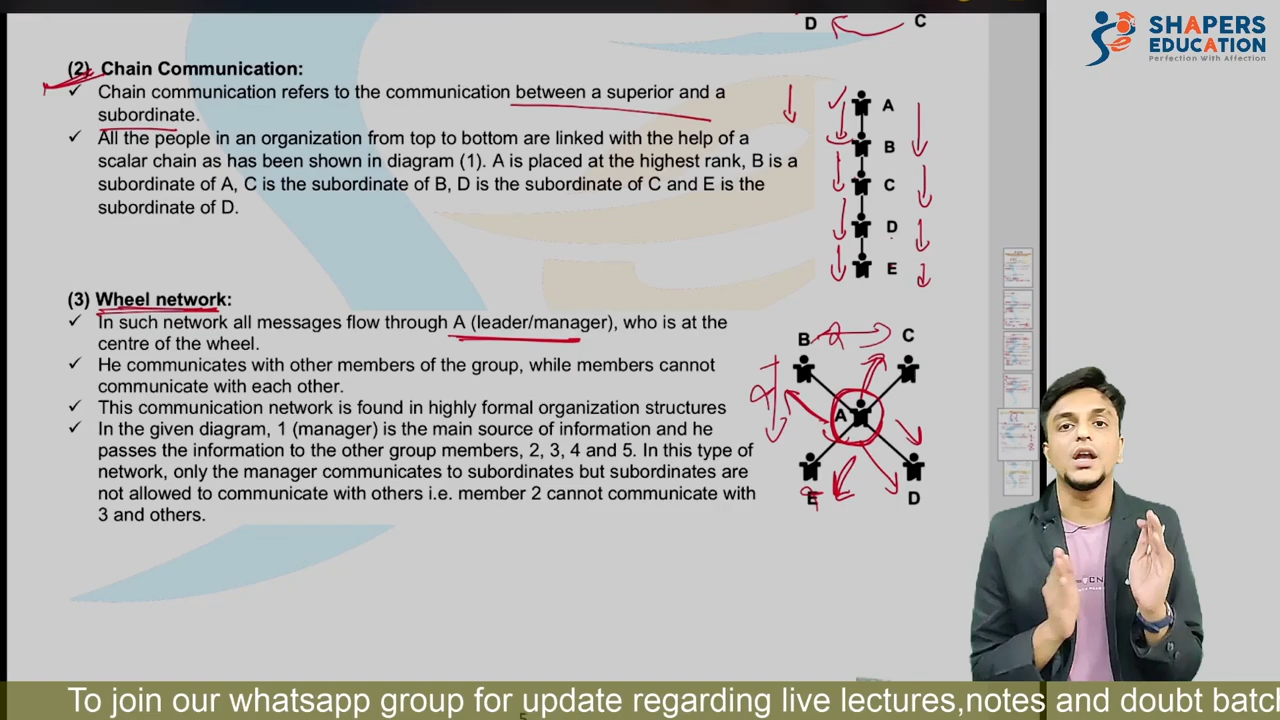 SHAPERS
EDUCATION
Perfection With Affection
D
C
(2) Chain Communication:
✓ Chain communication refers to the communication between a superior and a
subordinate.
✓ All the people in an organization from top to bottom are linked with the help of a
scalar chain as has been shown in diagram (1). A is placed at the highest rank, B is a
subordinate of A, C is the subordinate of B, D is the subordinate of C and E is the
subordinate of D.
A
B
C
D
E
(3) Wheel network:
✓ In such network all messages flow through A (leader/manager), who is at the
centre of the wheel.
✓ He communicates with other members of the group, while members cannot
communicate with each other.
✓ This communication network is found in highly formal organization structures
✓ In the given diagram, 1 (manager) is the main source of information and he
passes the information to the other group members, 2, 3, 4 and 5. In this type of
network, only the manager communicates to subordinates but subordinates are
not allowed to communicate with others i.e. member 2 cannot communicate with
3 and others.
B
C
A
E
D
To join our whatsapp group for update regarding live lectures,notes and doubt batch